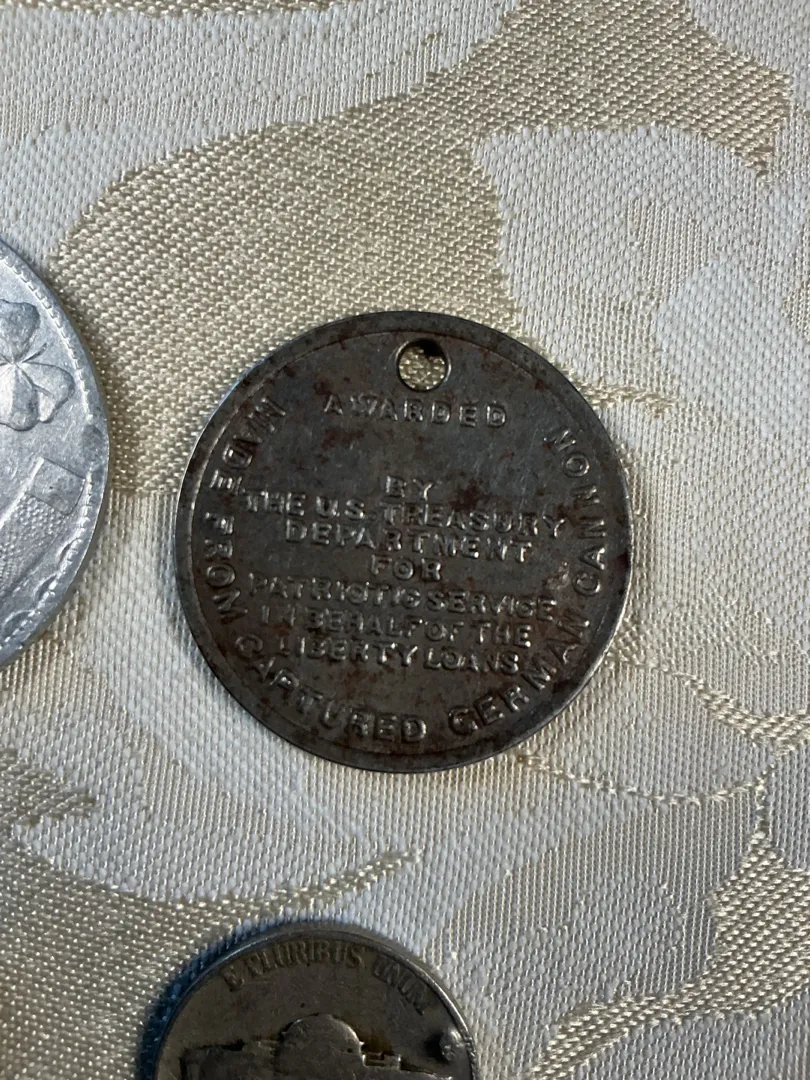 AWARDED
BY
THE U.S. TREASURY
DEPARTMENT
FOR
PATRIOTIC SERVICE
IN BEHALF OF THE
LIBERTY LOANS
MADE FROM CAPTURED GERMAN CANNON
E PLURIBUS UNUM